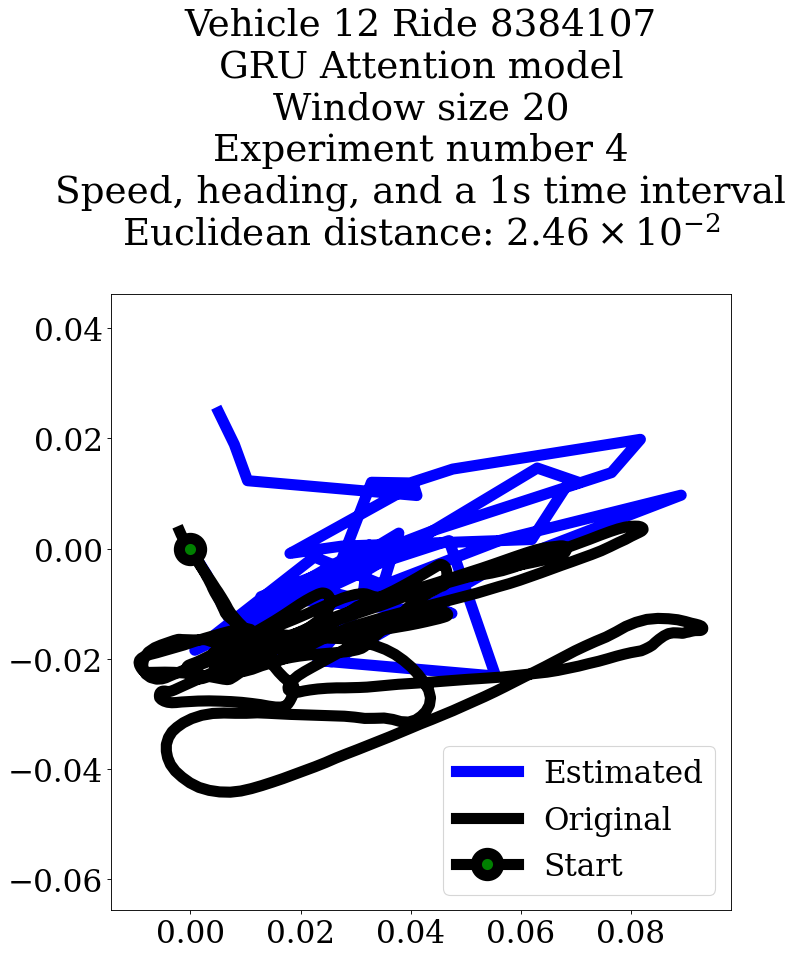 Vehicle 12 Ride 8384107
GRU Attention model
Window size 20
Experiment number 4
Speed, heading, and a 1s time interval
Euclidean distance: 2.46 × 10⁻²
0.04
0.02
0.00
−0.02
−0.04
−0.06
Estimated
Original
Start
0.00 0.02 0.04 0.06 0.08